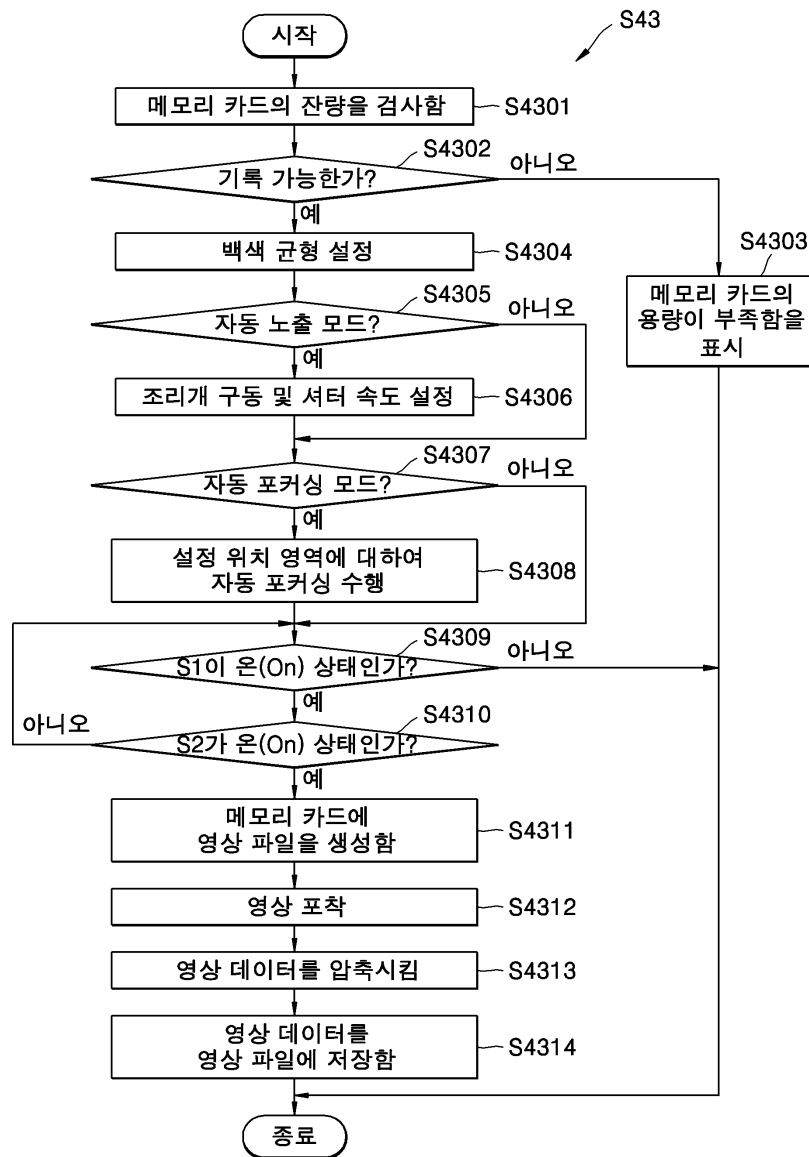 S43
시작
메모리 카드의 잔량을 검사함
S4301
S4302
기록 가능한가?
아니오
예
백색 균형 설정
S4304
S4303
메모리 카드의
용량이 부족함을
표시
S4305
자동 노출 모드?
아니오
예
조리개 구동 및 셔터 속도 설정
S4306
S4307
자동 포커싱 모드?
아니오
예
설정 위치 영역에 대하여
자동 포커싱 수행
S4308
S4309
S1이 온(On) 상태인가?
아니오
예
S4310
S2가 온(On) 상태인가?
아니오
예
메모리 카드에
영상 파일을 생성함
S4311
영상 포착
S4312
영상 데이터를 압축시킴
S4313
영상 데이터를
영상 파일에 저장함
S4314
종료